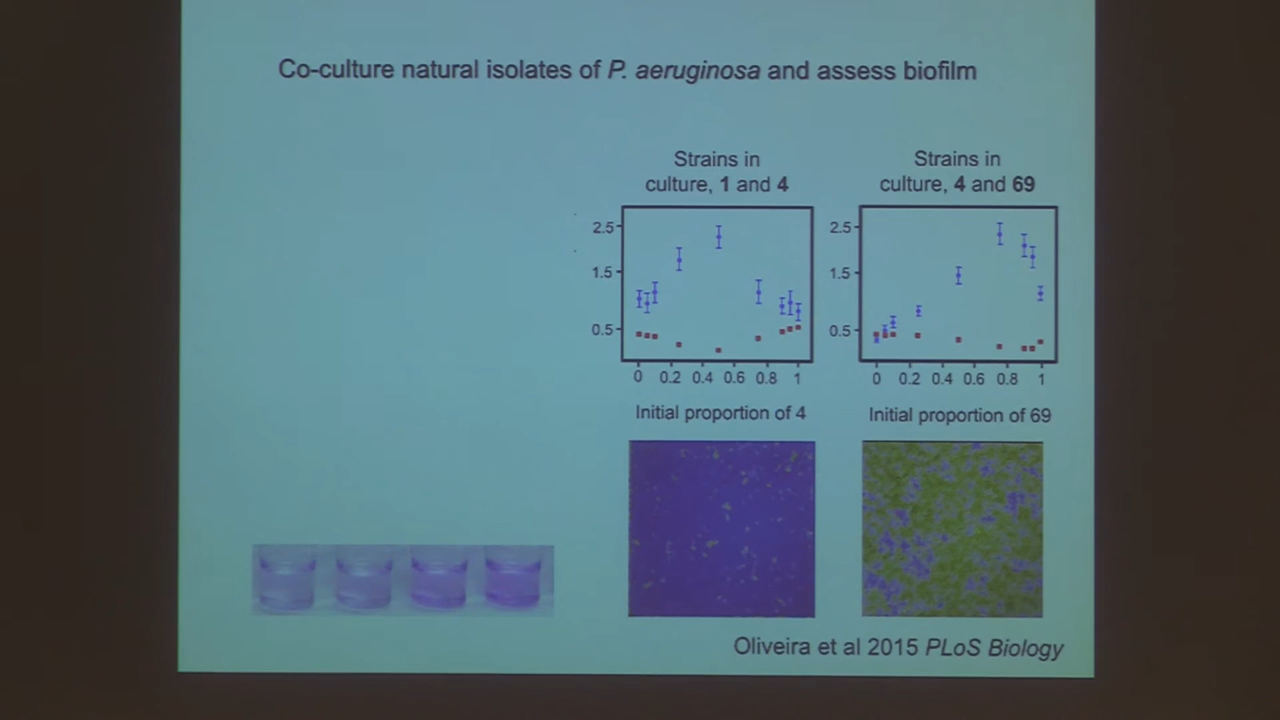 Co-culture natural isolates of P. aeruginosa and assess biofilm
Strains in
culture, 1 and 4
2.5
1.5
0.5
0 0.2 0.4 0.6 0.8 1
Initial proportion of 4
Strains in
culture, 4 and 69
2.5
1.5
0.5
0 0.2 0.4 0.6 0.8 1
Initial proportion of 69
Oliveira et al 2015 PLoS Biology